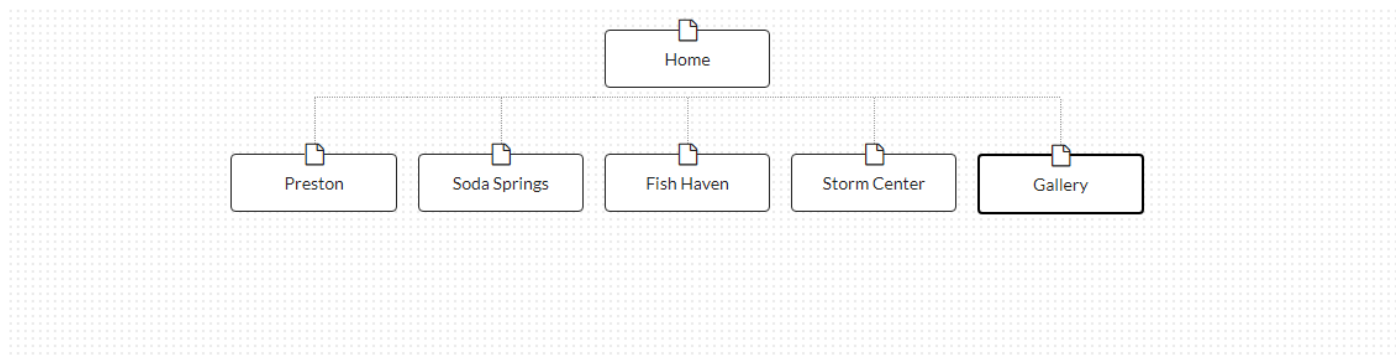 Home
Preston
Soda Springs
Fish Haven
Storm Center
Gallery